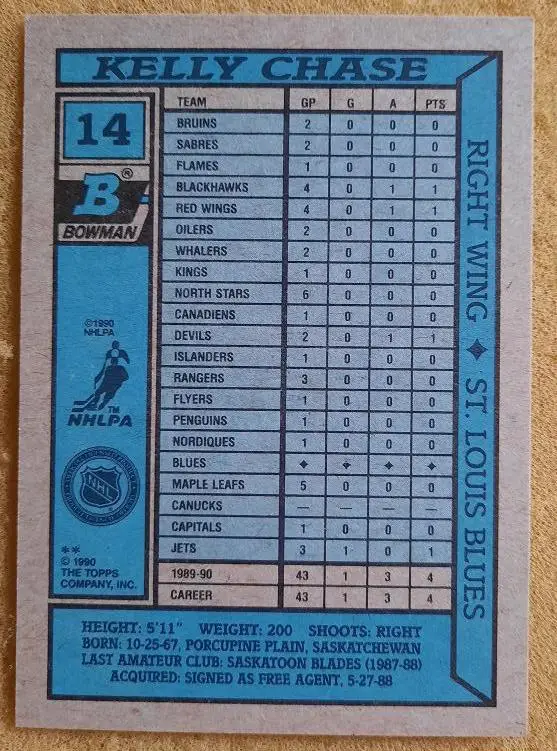 KELLY CHASE
14
B®
BOWMAN
©1990
NHLPA
TM
NHLPA
NHL
**
© 1990
THE TOPPS
COMPANY, INC.
TEAM GP G A PTS
BRUINS 2 0 0 0
SABRES 2 0 0 0
FLAMES 1 0 0 0
BLACKHAWKS 4 0 1 1
RED WINGS 4 0 1 1
OILERS 2 0 0 0
WHALERS 2 0 0 0
KINGS 1 0 0 0
NORTH STARS 6 0 0 0
CANADIENS 1 0 0 0
DEVILS 2 0 1 1
ISLANDERS 1 0 0 0
RANGERS 3 0 0 0
FLYERS 1 0 0 0
PENGUINS 1 0 0 0
NORDIQUES 1 0 0 0
BLUES ♦ ♦ ♦ ♦
MAPLE LEAFS 5 0 0 0
CANUCKS — — — —
CAPITALS 1 0 0 0
JETS 3 1 0 1
1989-90 43 1 3 4
CAREER 43 1 3 4
RIGHT WING ♦ ST. LOUIS BLUES
HEIGHT: 5'11" WEIGHT: 200 SHOOTS: RIGHT
BORN: 10-25-67, PORCUPINE PLAIN, SASKATCHEWAN
LAST AMATEUR CLUB: SASKATOON BLADES (1987-88)
ACQUIRED: SIGNED AS FREE AGENT, 5-27-88